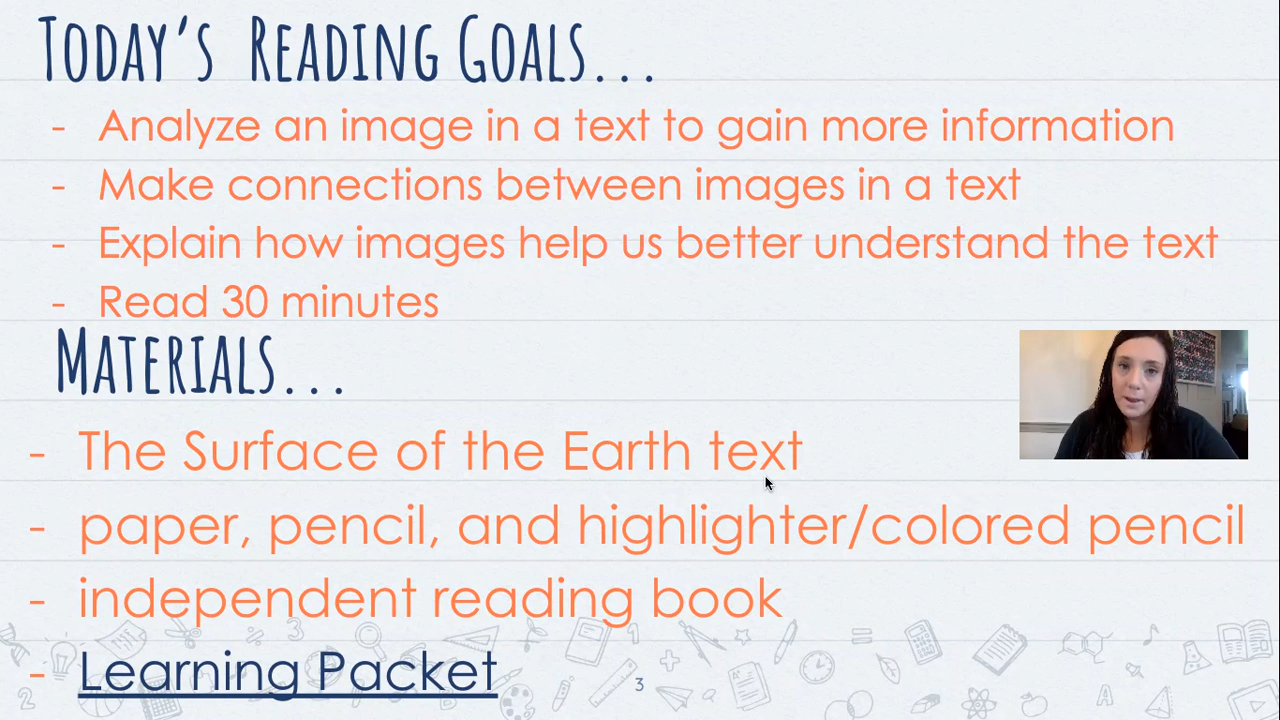 Today's Reading Goals...
- Analyze an image in a text to gain more information
- Make connections between images in a text
- Explain how images help us better understand the text
- Read 30 minutes
Materials...
- The Surface of the Earth text
- paper, pencil, and highlighter/colored pencil
- independent reading book
- Learning Packet
3